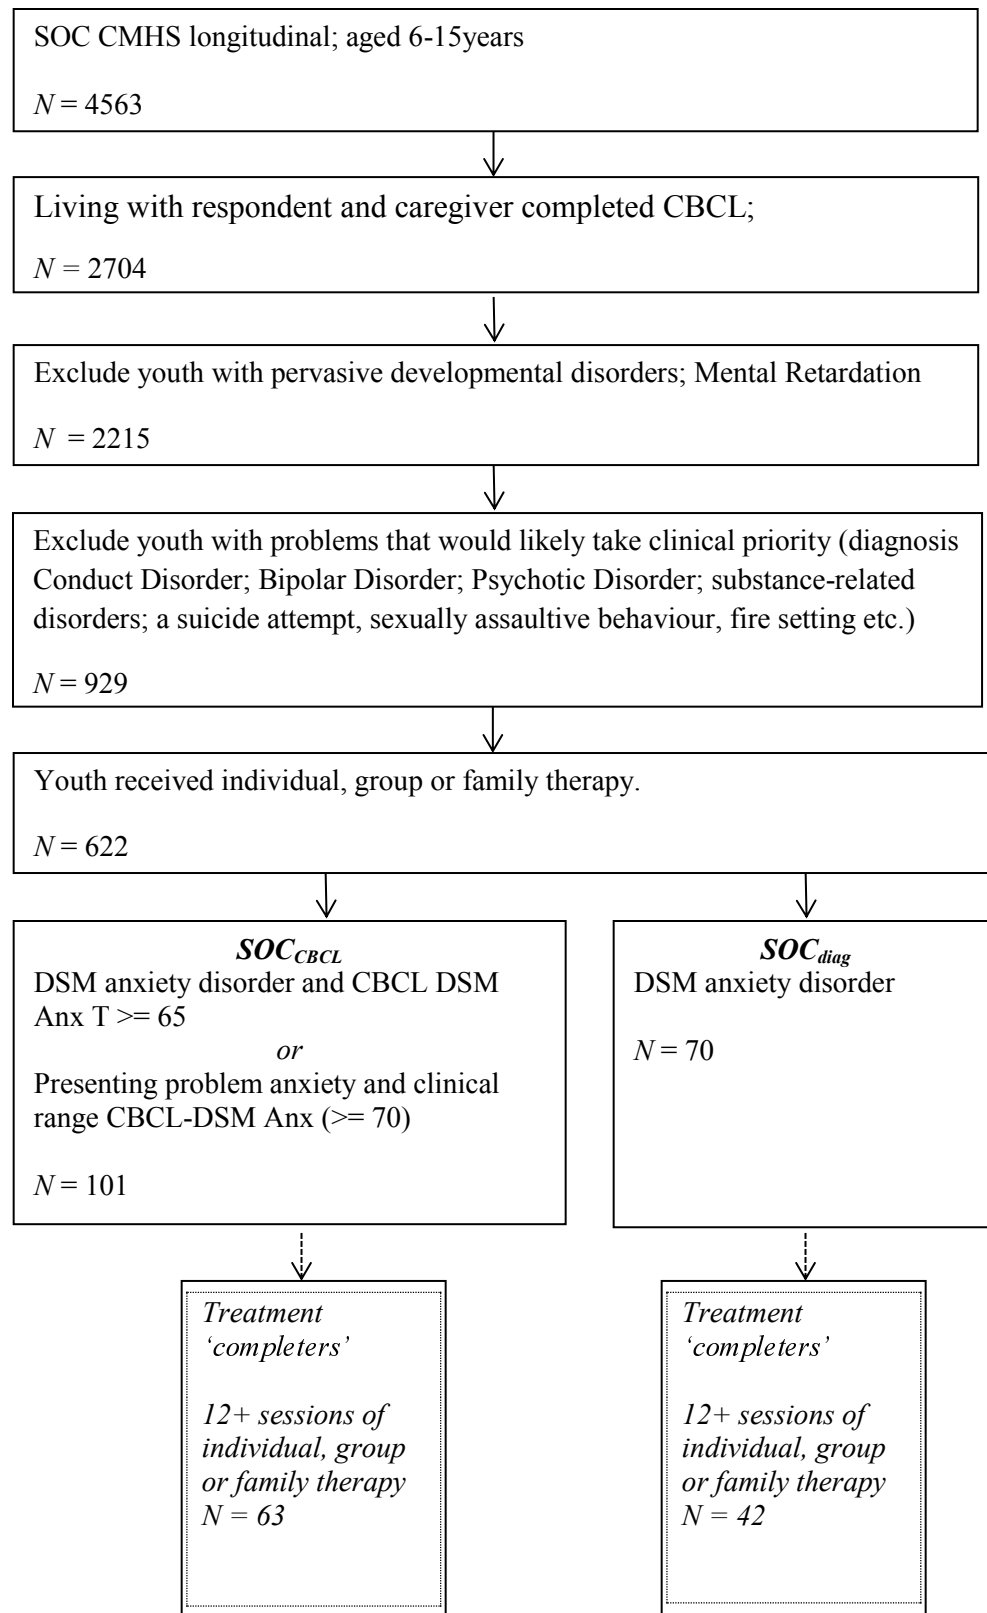 SOC CMHS longitudinal; aged 6-15years
N = 4563
Living with respondent and caregiver completed CBCL;
N = 2704
Exclude youth with pervasive developmental disorders; Mental Retardation
N = 2215
Exclude youth with problems that would likely take clinical priority (diagnosis
Conduct Disorder; Bipolar Disorder; Psychotic Disorder; substance-related
disorders; a suicide attempt, sexually assaultive behaviour, fire setting etc.)
N = 929
Youth received individual, group or family therapy.
N = 622
SOC CBCL
DSM anxiety disorder and CBCL DSM
Anx T >= 65
or
Presenting problem anxiety and clinical
range CBCL-DSM Anx (>= 70)
N = 101
SOC diag
DSM anxiety disorder
N = 70
Treatment
‘completers’
12+ sessions of
individual, group
or family therapy
N = 63
Treatment
‘completers’
12+ sessions of
individual, group
or family therapy
N = 42